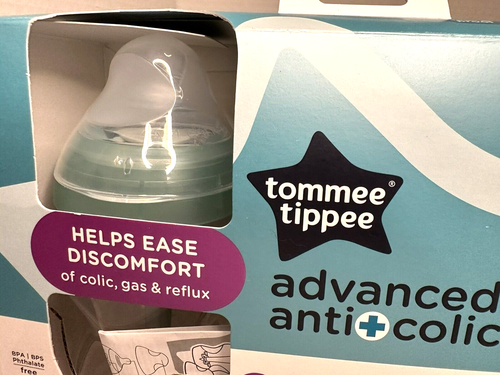 tommee®
tippee
HELPS EASE
DISCOMFORT
of colic, gas & reflux
advanced
anti+colic
BPA | BPS
Phthalate
free